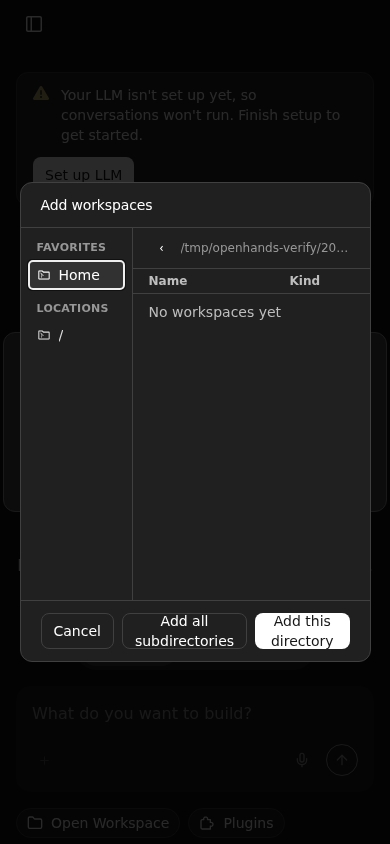 Your LLM isn't set up yet, so
conversations won't run. Finish setup to
get started.
Set up LLM
Add workspaces
FAVORITES
Home
LOCATIONS
/
/tmp/openhands-verify/20...
Name Kind
No workspaces yet
Cancel
Add all
subdirectories
Add this
directory
What do you want to build?
Open Workspace
Plugins